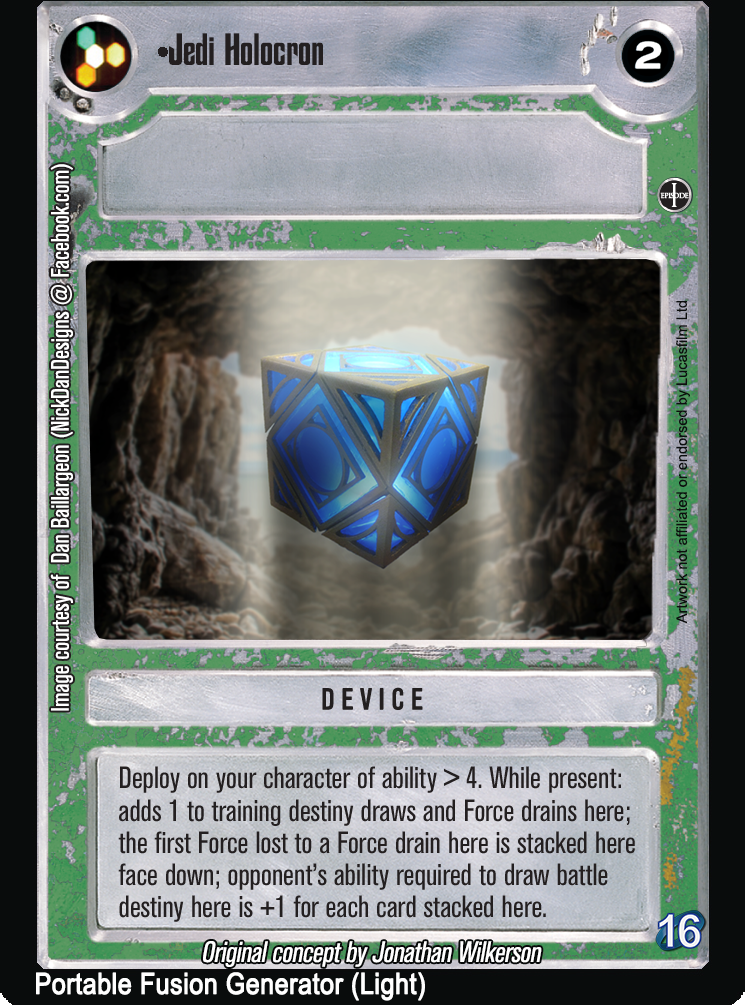 •Jedi Holocron
2
EPISODE
I
Image courtesy of Dan Baillargeon (NickDanDesigns @ Facebook.com)
Artwork not affiliated or endorsed by Lucasfilm Ltd.
DEVICE
Deploy on your character of ability > 4. While present:
adds 1 to training destiny draws and Force drains here;
the first Force lost to a Force drain here is stacked here
face down; opponent's ability required to draw battle
destiny here is +1 for each card stacked here.
16
Original concept by Jonathan Wilkerson
Portable Fusion Generator (Light)